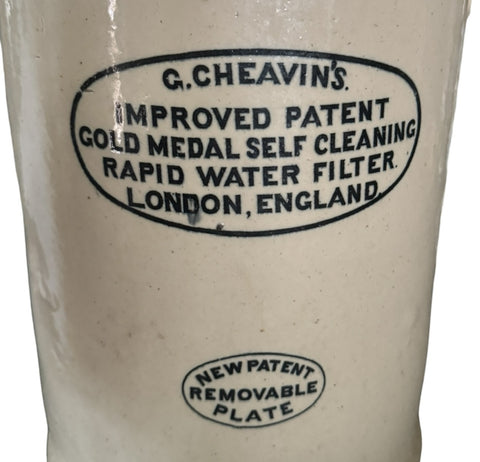 G. CHEAVIN'S.
IMPROVED PATENT
GOLD MEDAL SELF CLEANING
RAPID WATER FILTER.
LONDON, ENGLAND.
NEW PATENT
REMOVABLE
PLATE